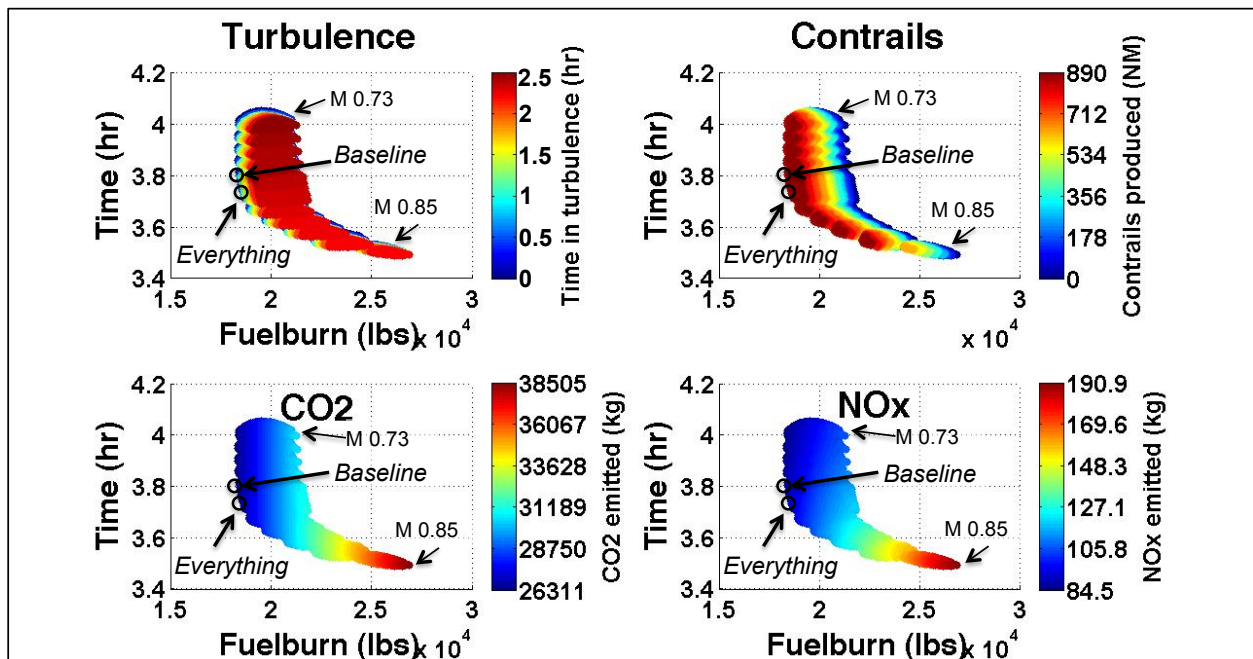 Turbulence
4.2
4
3.8
3.6
3.4
Time (hr)
1.5
2
2.5
3
Fuelburn (lbs)
x 10^4
M 0.73
Baseline
Everything
M 0.85
2.5
2
1.5
1
0.5
0
Time in turbulence (hr)
Contrails
4.2
4
3.8
3.6
3.4
Time (hr)
1.5
2
2.5
3
x 10^4
M 0.73
Baseline
Everything
M 0.85
890
712
534
356
178
0
Contrails produced (NM)
CO2
4.2
4
3.8
3.6
3.4
Time (hr)
1.5
2
2.5
3
Fuelburn (lbs)
x 10^4
M 0.73
Baseline
Everything
M 0.85
38505
36067
33628
31189
28750
26311
CO2 emitted (kg)
NOx
4.2
4
3.8
3.6
3.4
Time (hr)
1.5
2
2.5
3
Fuelburn (lbs)
x 10^4
M 0.73
Baseline
Everything
M 0.85
190.9
169.6
148.3
127.1
105.8
84.5
NOx emitted (kg)